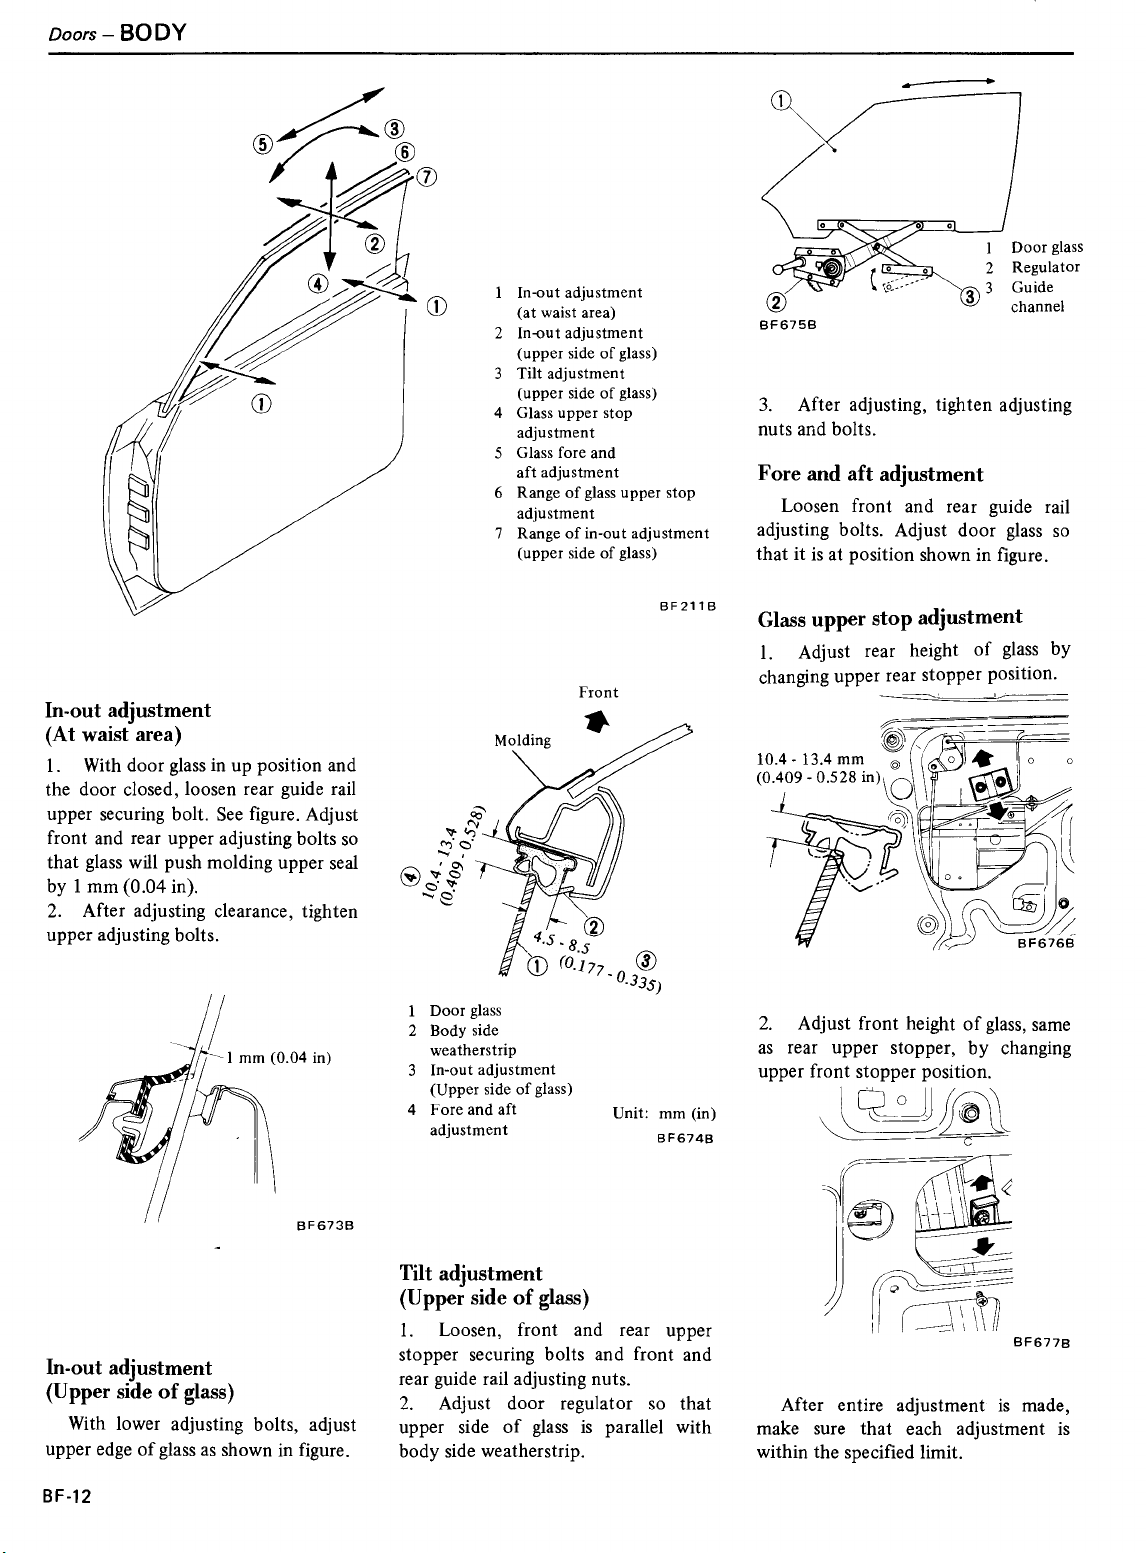 Doors – BODY
⑤
③
⑥
⑦
②
④
①
①
1 In-out adjustment
(at waist area)
2 In-out adjustment
(upper side of glass)
3 Tilt adjustment
(upper side of glass)
4 Glass upper stop
adjustment
5 Glass fore and
aft adjustment
6 Range of glass upper stop
adjustment
7 Range of in-out adjustment
(upper side of glass)
BF211B
In-out adjustment
(At waist area)
1. With door glass in up position and
the door closed, loosen rear guide rail
upper securing bolt. See figure. Adjust
front and rear upper adjusting bolts so
that glass will push molding upper seal
by 1 mm (0.04 in).
2. After adjusting clearance, tighten
upper adjusting bolts.
1 mm (0.04 in)
BF673B
In-out adjustment
(Upper side of glass)
With lower adjusting bolts, adjust
upper edge of glass as shown in figure.
Front
Molding
④
10.4 - 13.4
(0.409 - 0.528)
②
4.5 - 8.5
(0.177 - 0.335)
③
①
1 Door glass
2 Body side
weatherstrip
3 In-out adjustment
(Upper side of glass)
4 Fore and aft
adjustment
Unit: mm (in)
BF674B
Tilt adjustment
(Upper side of glass)
1. Loosen, front and rear upper
stopper securing bolts and front and
rear guide rail adjusting nuts.
2. Adjust door regulator so that
upper side of glass is parallel with
body side weatherstrip.
①
②
③
1 Door glass
2 Regulator
3 Guide
channel
BF675B
3. After adjusting, tighten adjusting
nuts and bolts.
Fore and aft adjustment
Loosen front and rear guide rail
adjusting bolts. Adjust door glass so
that it is at position shown in figure.
Glass upper stop adjustment
1. Adjust rear height of glass by
changing upper rear stopper position.
10.4 - 13.4 mm
(0.409 - 0.528 in)
BF676B
2. Adjust front height of glass, same
as rear upper stopper, by changing
upper front stopper position.
BF677B
After entire adjustment is made,
make sure that each adjustment is
within the specified limit.
BF-12